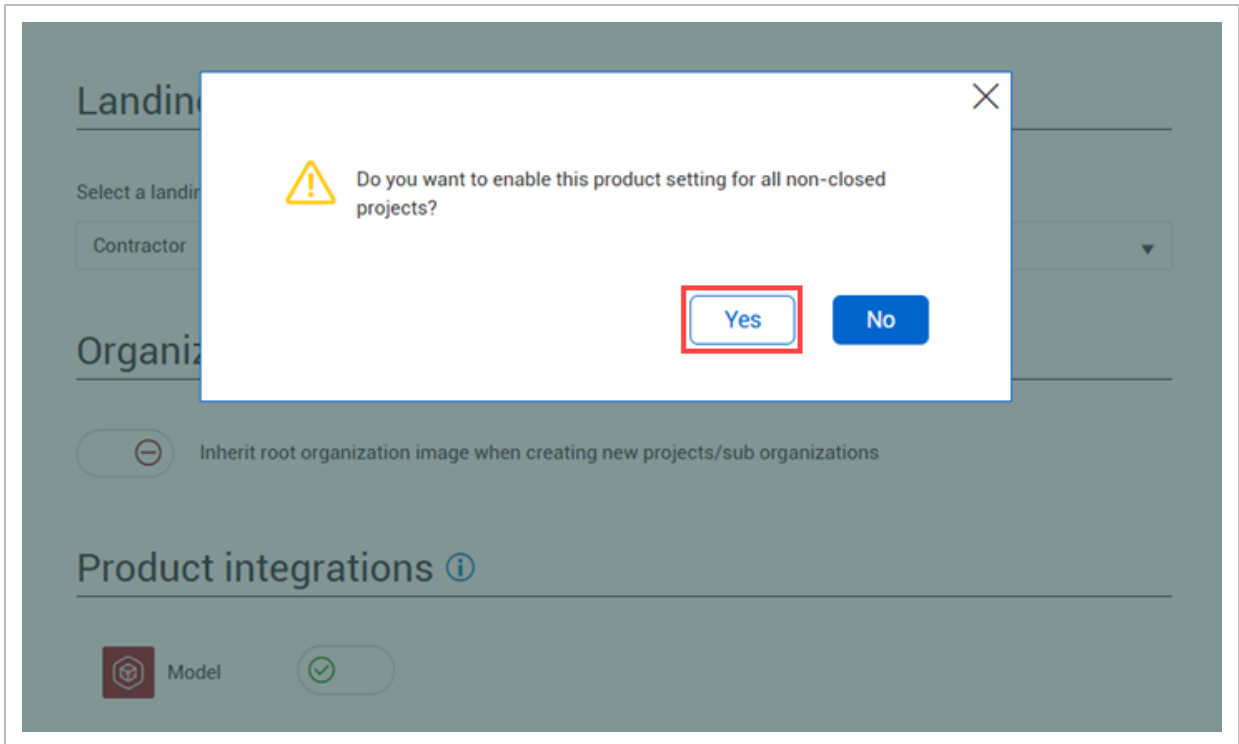 Landin
Do you want to enable this product setting for all non-closed
projects?
Select a landin
Contractor
Yes
No
Organiz
Inherit root organization image when creating new projects/sub organizations
Product integrations
Model